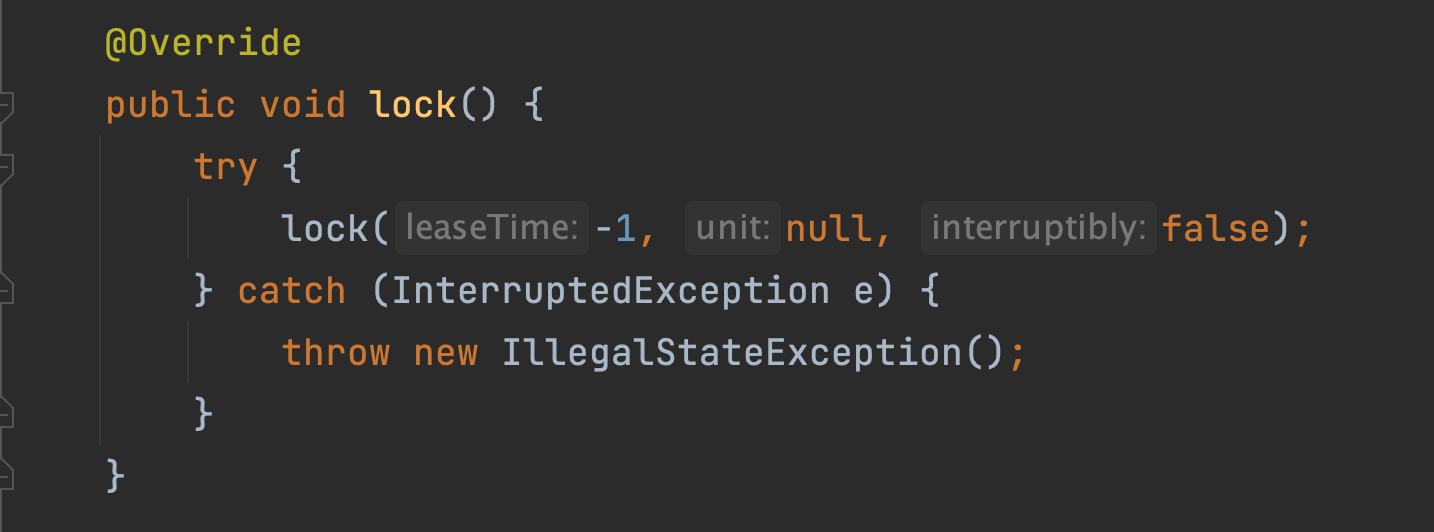 @Override
public void lock() {
try {
lock( leaseTime: -1, unit: null, interruptibly: false);
} catch (InterruptedException e) {
throw new IllegalStateException();
}
}